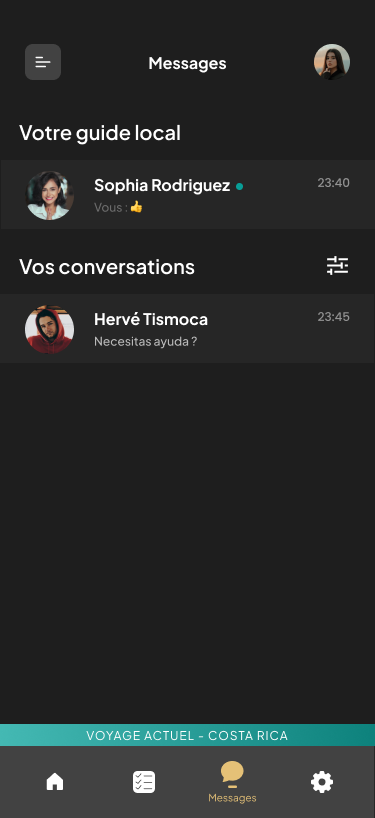 Messages
Votre guide local
Sophia Rodriguez
23:40
Vous : 👍
Vos conversations
Hervé Tismoca
23:45
Necesitas ayuda ?
VOYAGE ACTUEL - COSTA RICA
Messages